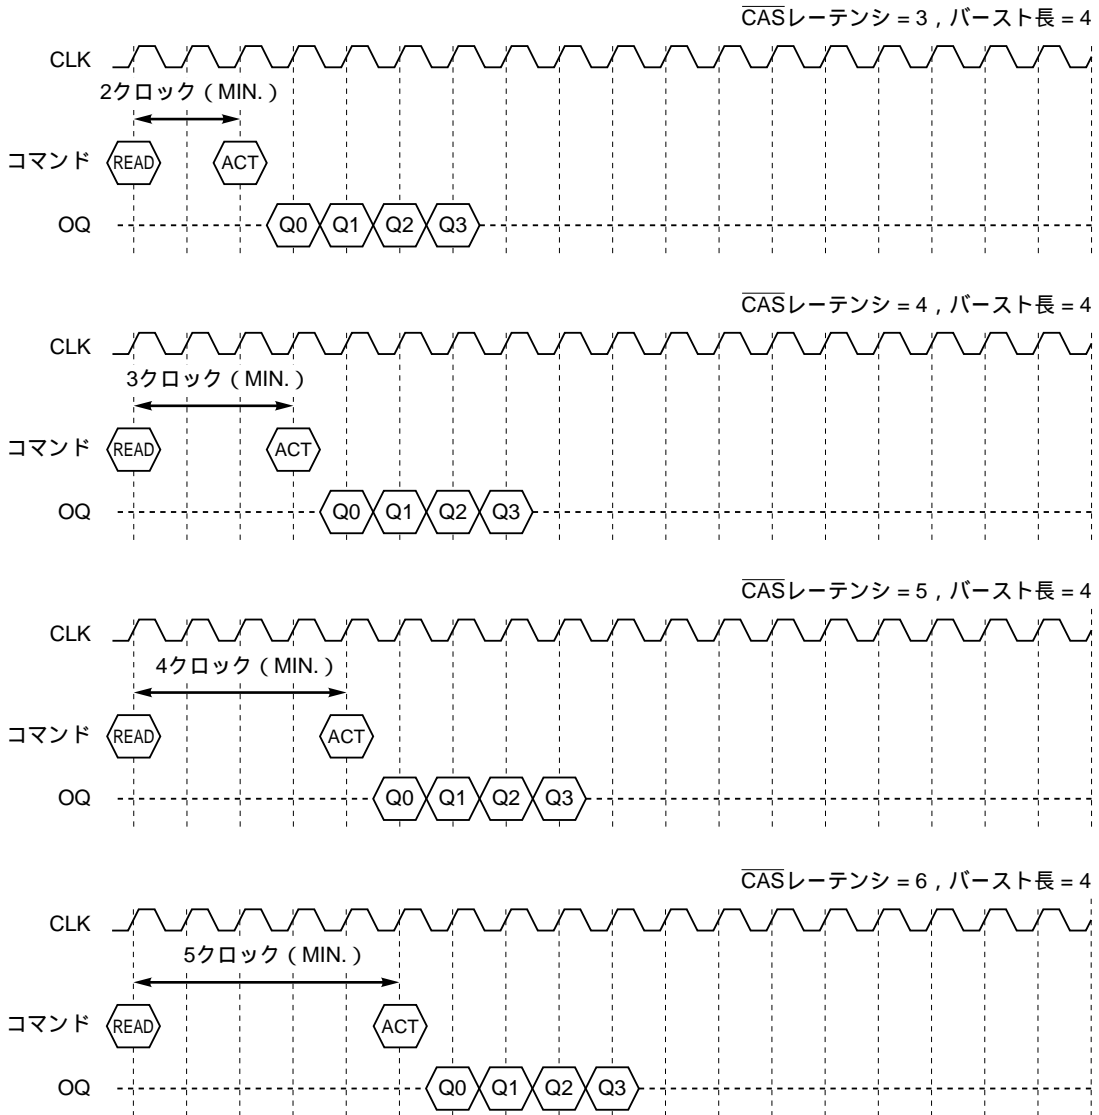 CASレーテンシ = 3 , バースト長 = 4
CLK
2クロック ( MIN. )
コマンド READ ACT
OQ Q0 Q1 Q2 Q3
CASレーテンシ = 4 , バースト長 = 4
CLK
3クロック ( MIN. )
コマンド READ ACT
OQ Q0 Q1 Q2 Q3
CASレーテンシ = 5 , バースト長 = 4
CLK
4クロック ( MIN. )
コマンド READ ACT
OQ Q0 Q1 Q2 Q3
CASレーテンシ = 6 , バースト長 = 4
CLK
5クロック ( MIN. )
コマンド READ ACT
OQ Q0 Q1 Q2 Q3